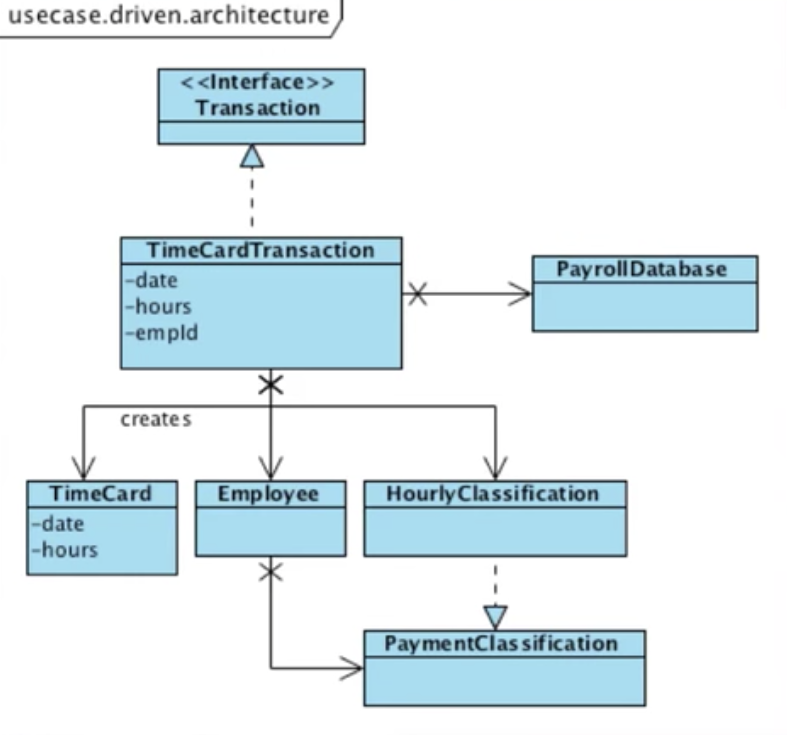 usecase.driven.architecture
<<Interface>>
Transaction
TimeCardTransaction
-date
-hours
-empId
PayrollDatabase
creates
TimeCard
-date
-hours
Employee
HourlyClassification
PaymentClassification